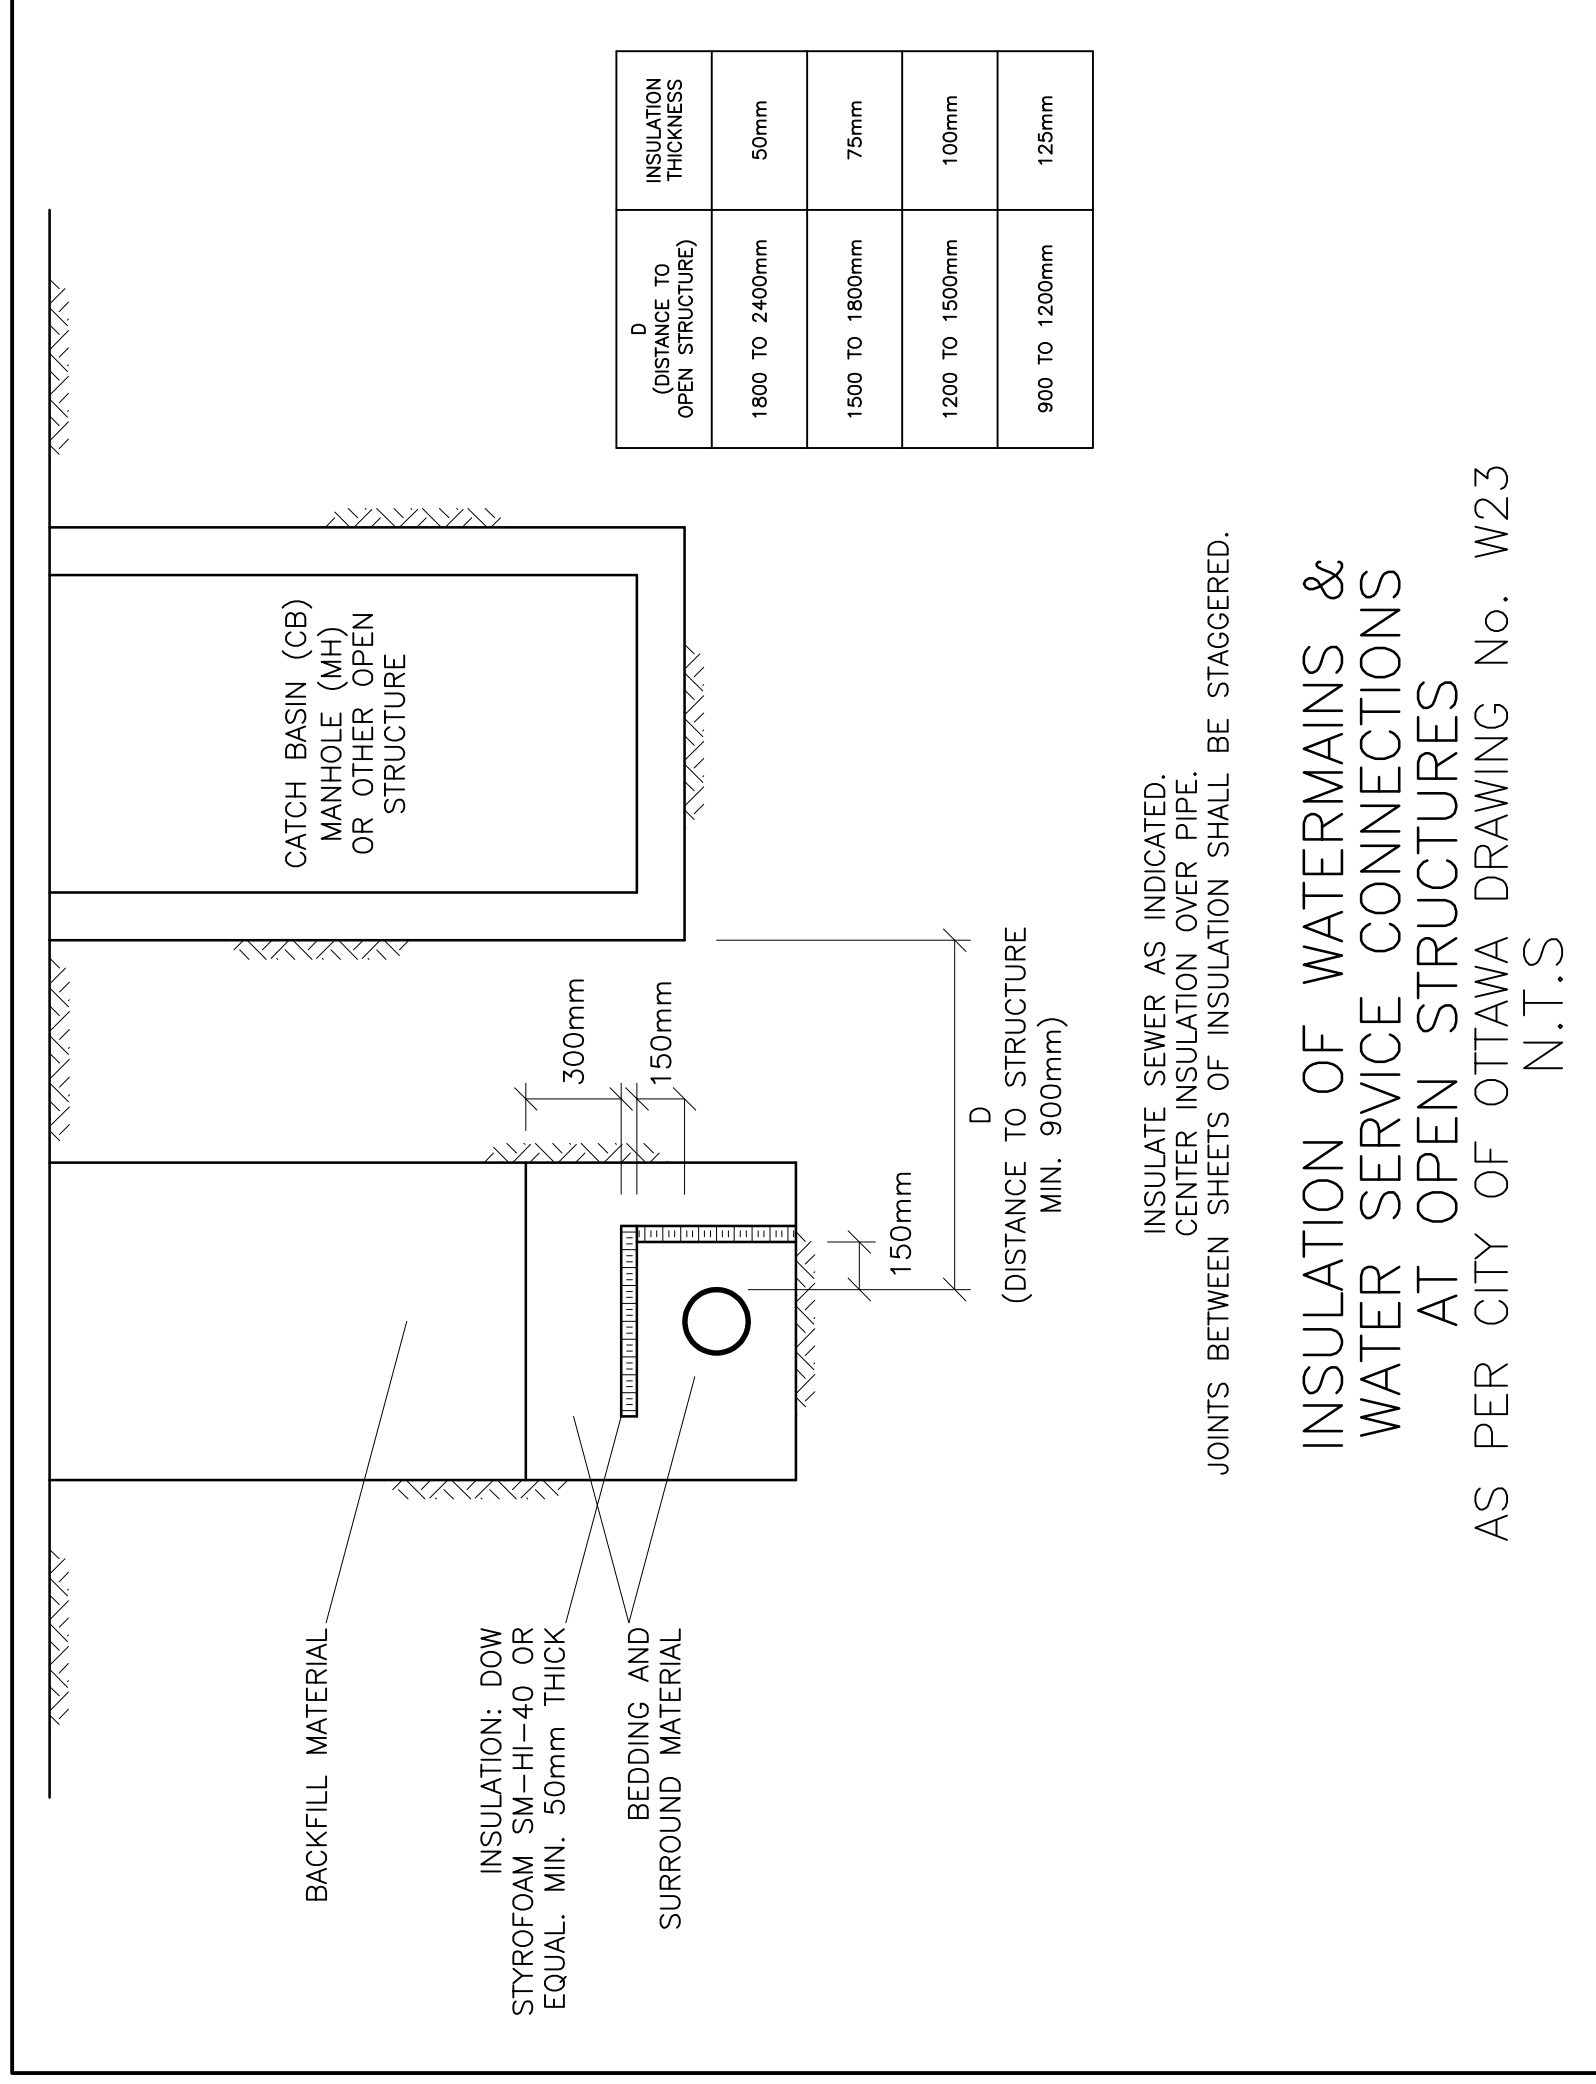 BACKFILL MATERIAL
INSULATION: DOW
STYROFOAM SM-HI-40 OR
EQUAL. MIN. 50mm THICK
BEDDING AND
SURROUND MATERIAL
300mm
150mm
150mm
D
(DISTANCE TO STRUCTURE
MIN. 900mm)
CATCH BASIN (CB)
MANHOLE (MH)
OR OTHER OPEN
STRUCTURE
D
(DISTANCE TO
OPEN STRUCTURE)
INSULATION
THICKNESS
1800 TO 2400mm 50mm
1500 TO 1800mm 75mm
1200 TO 1500mm 100mm
900 TO 1200mm 125mm
INSULATE SEWER AS INDICATED.
CENTER INSULATION OVER PIPE.
JOINTS BETWEEN SHEETS OF INSULATION SHALL BE STAGGERED.
INSULATION OF WATERMAINS &
WATER SERVICE CONNECTIONS
AT OPEN STRUCTURES
AS PER CITY OF OTTAWA DRAWING No. W23
N.T.S